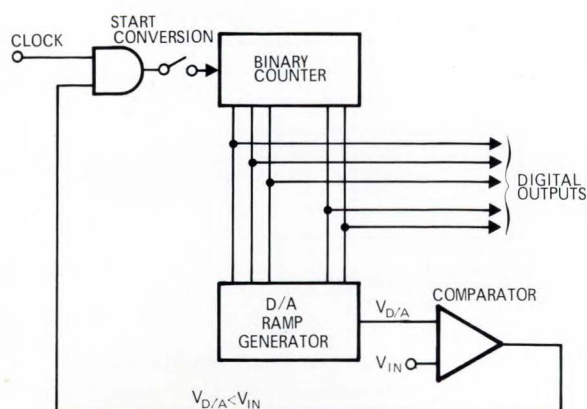 START
CONVERSION
CLOCK
BINARY
COUNTER
DIGITAL
OUTPUTS
D/A
RAMP
GENERATOR
V_{D/A}
COMPARATOR
V_{IN}
V_{D/A}<V_{IN}